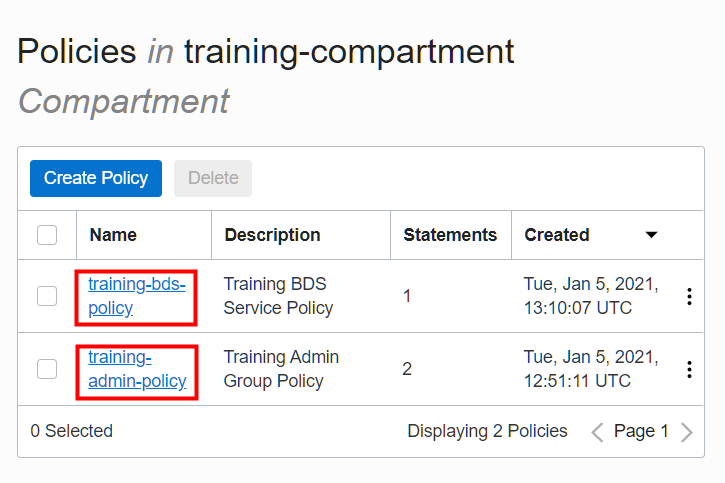 Policies in training-compartment
Compartment
Create Policy Delete
Name Description Statements Created
training-bds- Training BDS 1 Tue, Jan 5, 2021,
policy Service Policy 13:10:07 UTC
training- Training Admin 2 Tue, Jan 5, 2021,
admin-policy Group Policy 12:51:11 UTC
0 Selected Displaying 2 Policies Page 1